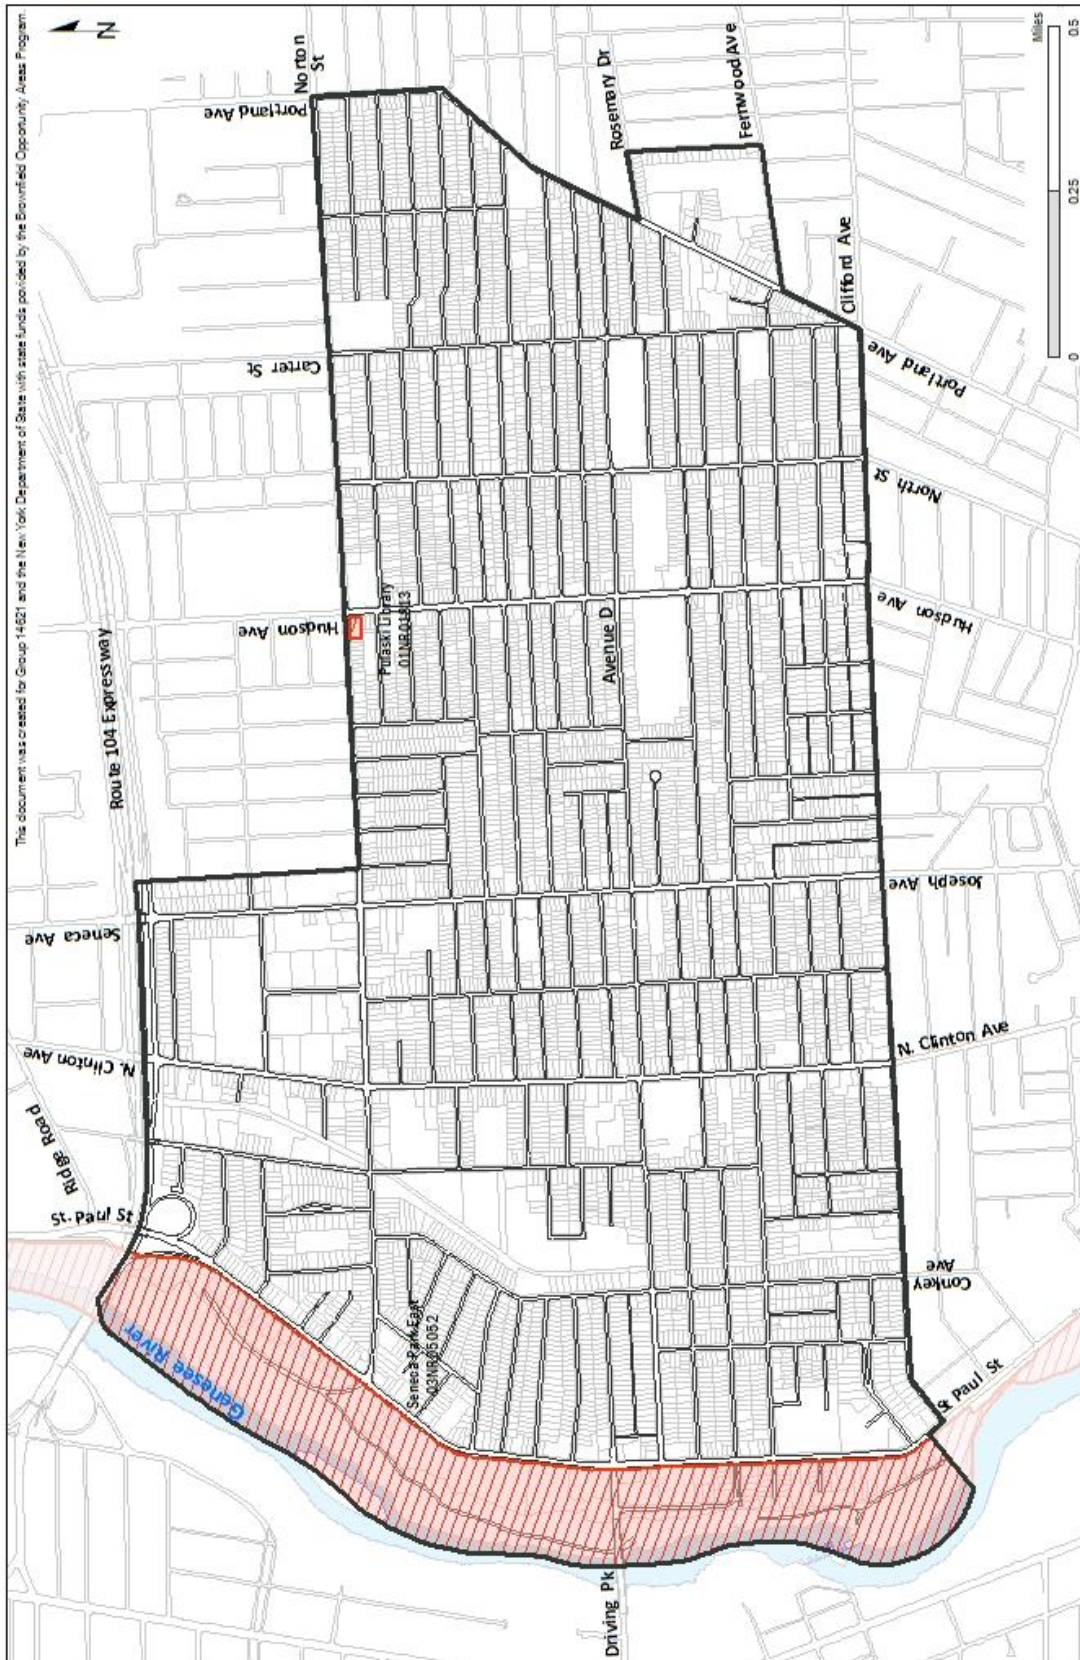 This document was created for Group 14621 and the New York Department of State with state funds provided by the Brownfield Opportunity Areas Program.
N
Miles
0
0.25
0.5
Norton
St
Portland Ave
Rosemary Dr
Fernwood Ave
Clifford Ave
Portland Ave
Carter St
North St
Route 104 Expressway
Hudson Ave
Pulaski Library
01NR01813
Avenue D
Hudson Ave
Seneca Ave
Joseph Ave
N. Clinton Ave
N. Clinton Ave
Ridge Road
St. Paul St
Conkey
Ave
Genesee River
Seneca Park East
03NR05052
St Paul St
Driving Pk